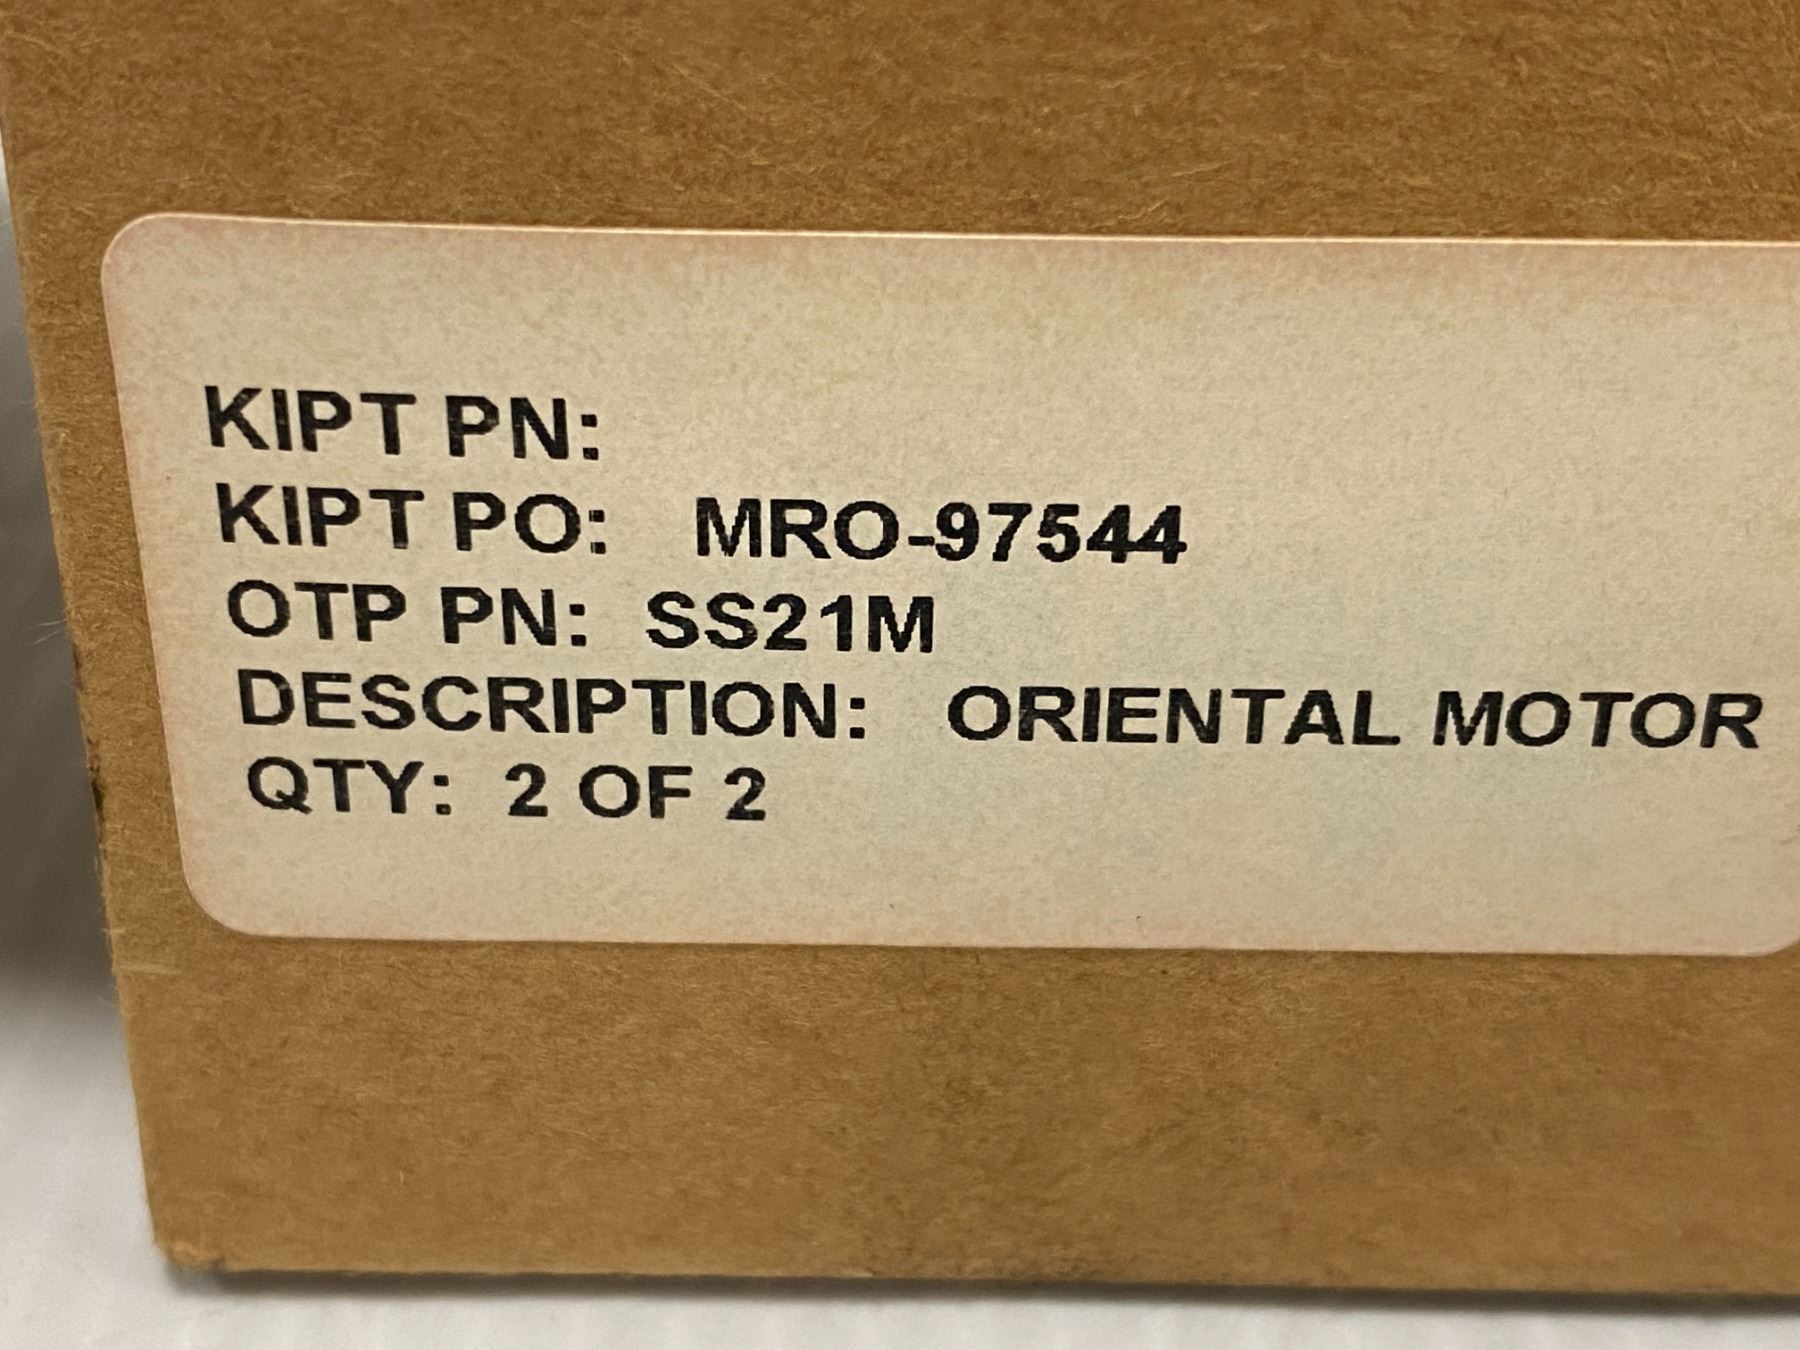 KIPT PN:
KIPT PO: MRO-97544
OTP PN: SS21M
DESCRIPTION: ORIENTAL MOTOR
QTY: 2 OF 2